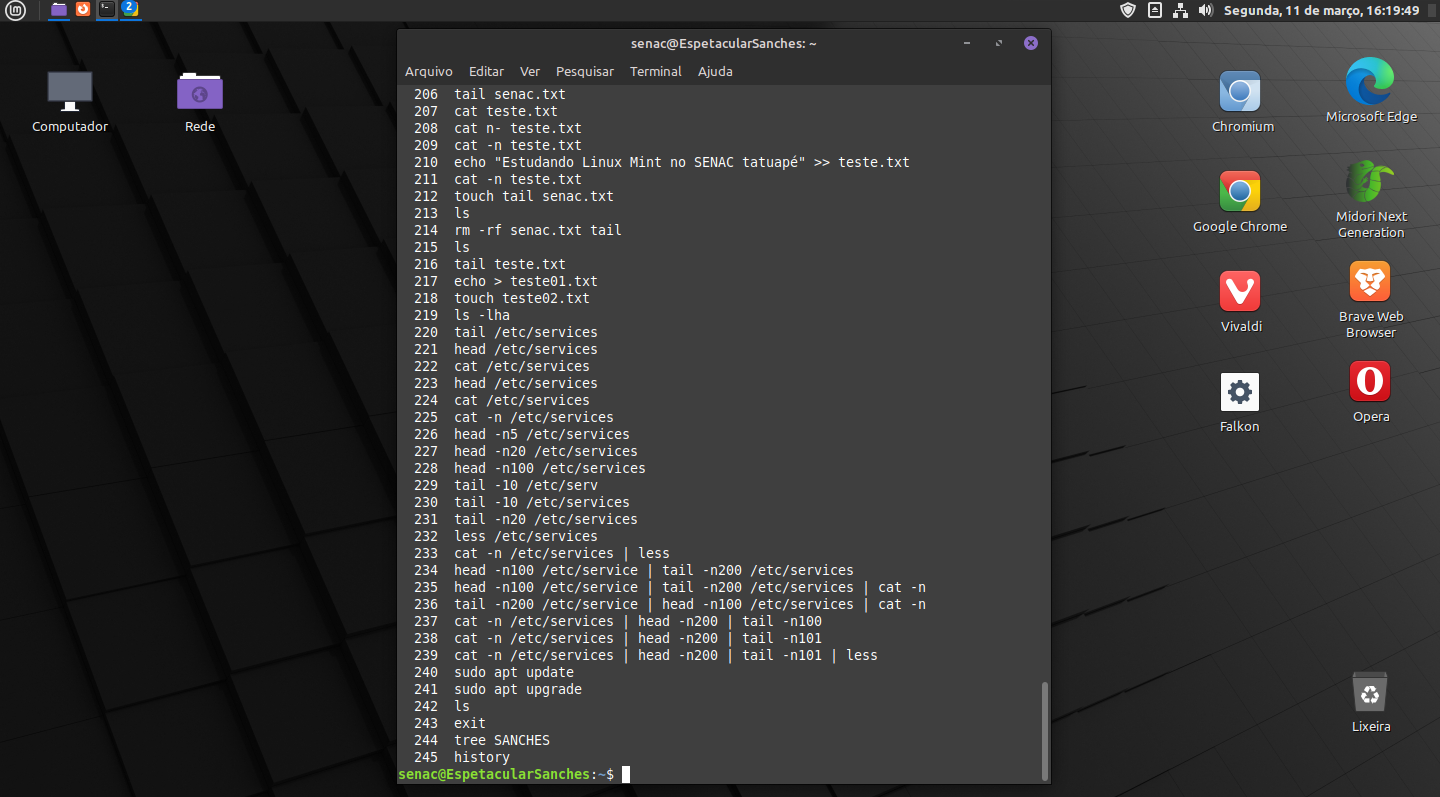 2
Segunda, 11 de março, 16:19:49
senac@EspetacularSanches: ~
Arquivo Editar Ver Pesquisar Terminal Ajuda
206 tail senac.txt
207 cat teste.txt
208 cat n- teste.txt
209 cat -n teste.txt
210 echo "Estudando Linux Mint no SENAC tatuapé" >> teste.txt
211 cat -n teste.txt
212 touch tail senac.txt
213 ls
214 rm -rf senac.txt tail
215 ls
216 tail teste.txt
217 echo > teste01.txt
218 touch teste02.txt
219 ls -lha
220 tail /etc/services
221 head /etc/services
222 cat /etc/services
223 head /etc/services
224 cat /etc/services
225 cat -n /etc/services
226 head -n5 /etc/services
227 head -n20 /etc/services
228 head -n100 /etc/services
229 tail -10 /etc/serv
230 tail -10 /etc/services
231 tail -n20 /etc/services
232 less /etc/services
233 cat -n /etc/services | less
234 head -n100 /etc/service | tail -n200 /etc/services
235 head -n100 /etc/service | tail -n200 /etc/services | cat -n
236 tail -n200 /etc/service | head -n100 /etc/services | cat -n
237 cat -n /etc/services | head -n200 | tail -n100
238 cat -n /etc/services | head -n200 | tail -n101
239 cat -n /etc/services | head -n200 | tail -n101 | less
240 sudo apt update
241 sudo apt upgrade
242 ls
243 exit
244 tree SANCHES
245 history
senac@EspetacularSanches:~$
Computador
Rede
Chromium
Microsoft Edge
Google Chrome
Midori Next
Generation
Vivaldi
Brave Web
Browser
Falkon
Opera
Lixeira